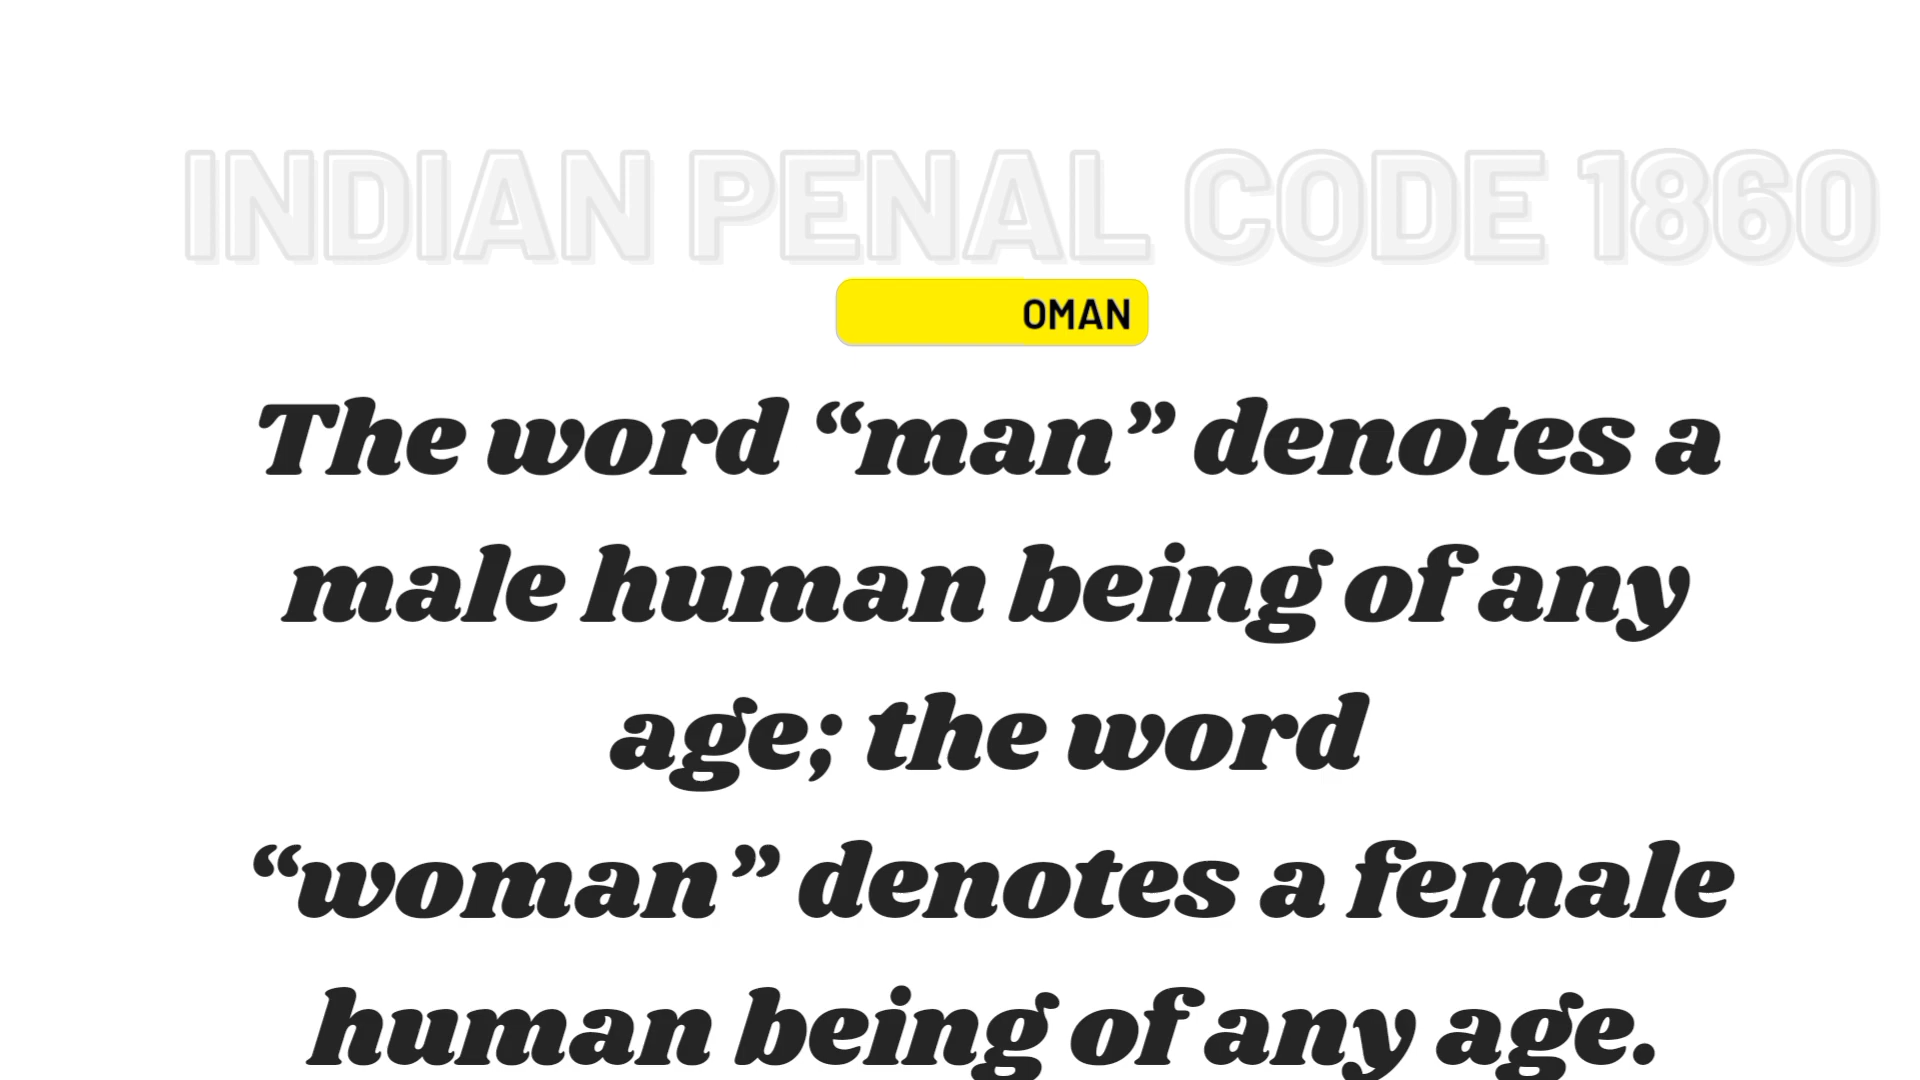 INDIAN PENAL CODE 1860
OMAN
The word “man” denotes a
male human being of any
age; the word
“woman” denotes a female
human being of any age.